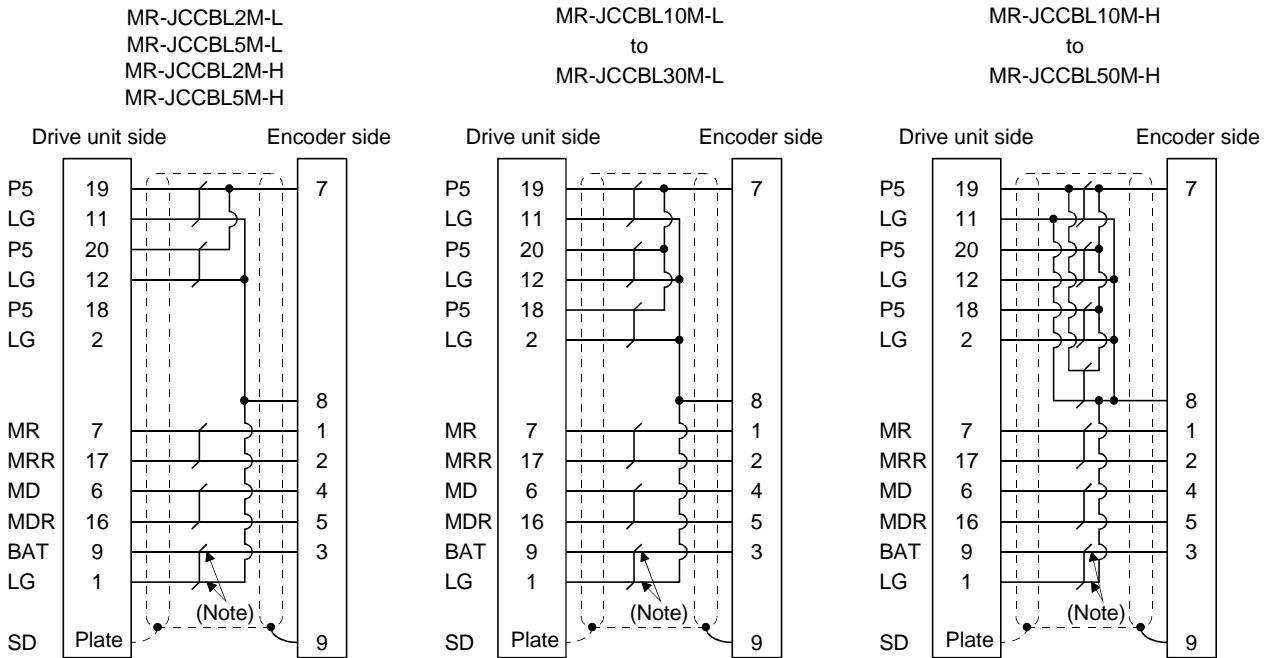 MR-JCCBL2M-L
MR-JCCBL5M-L
MR-JCCBL2M-H
MR-JCCBL5M-H
Drive unit side Encoder side
P5 19 7
LG 11
P5 20
LG 12
P5 18
LG 2
8
MR 7 1
MRR 17 2
MD 6 4
MDR 16 5
BAT 9 3
LG 1
(Note)
SD Plate 9
MR-JCCBL10M-L
to
MR-JCCBL30M-L
Drive unit side Encoder side
P5 19 7
LG 11
P5 20
LG 12
P5 18
LG 2
8
MR 7 1
MRR 17 2
MD 6 4
MDR 16 5
BAT 9 3
LG 1
(Note)
SD Plate 9
MR-JCCBL10M-H
to
MR-JCCBL50M-H
Drive unit side Encoder side
P5 19 7
LG 11
P5 20
LG 12
P5 18
LG 2
8
MR 7 1
MRR 17 2
MD 6 4
MDR 16 5
BAT 9 3
LG 1
(Note)
SD Plate 9